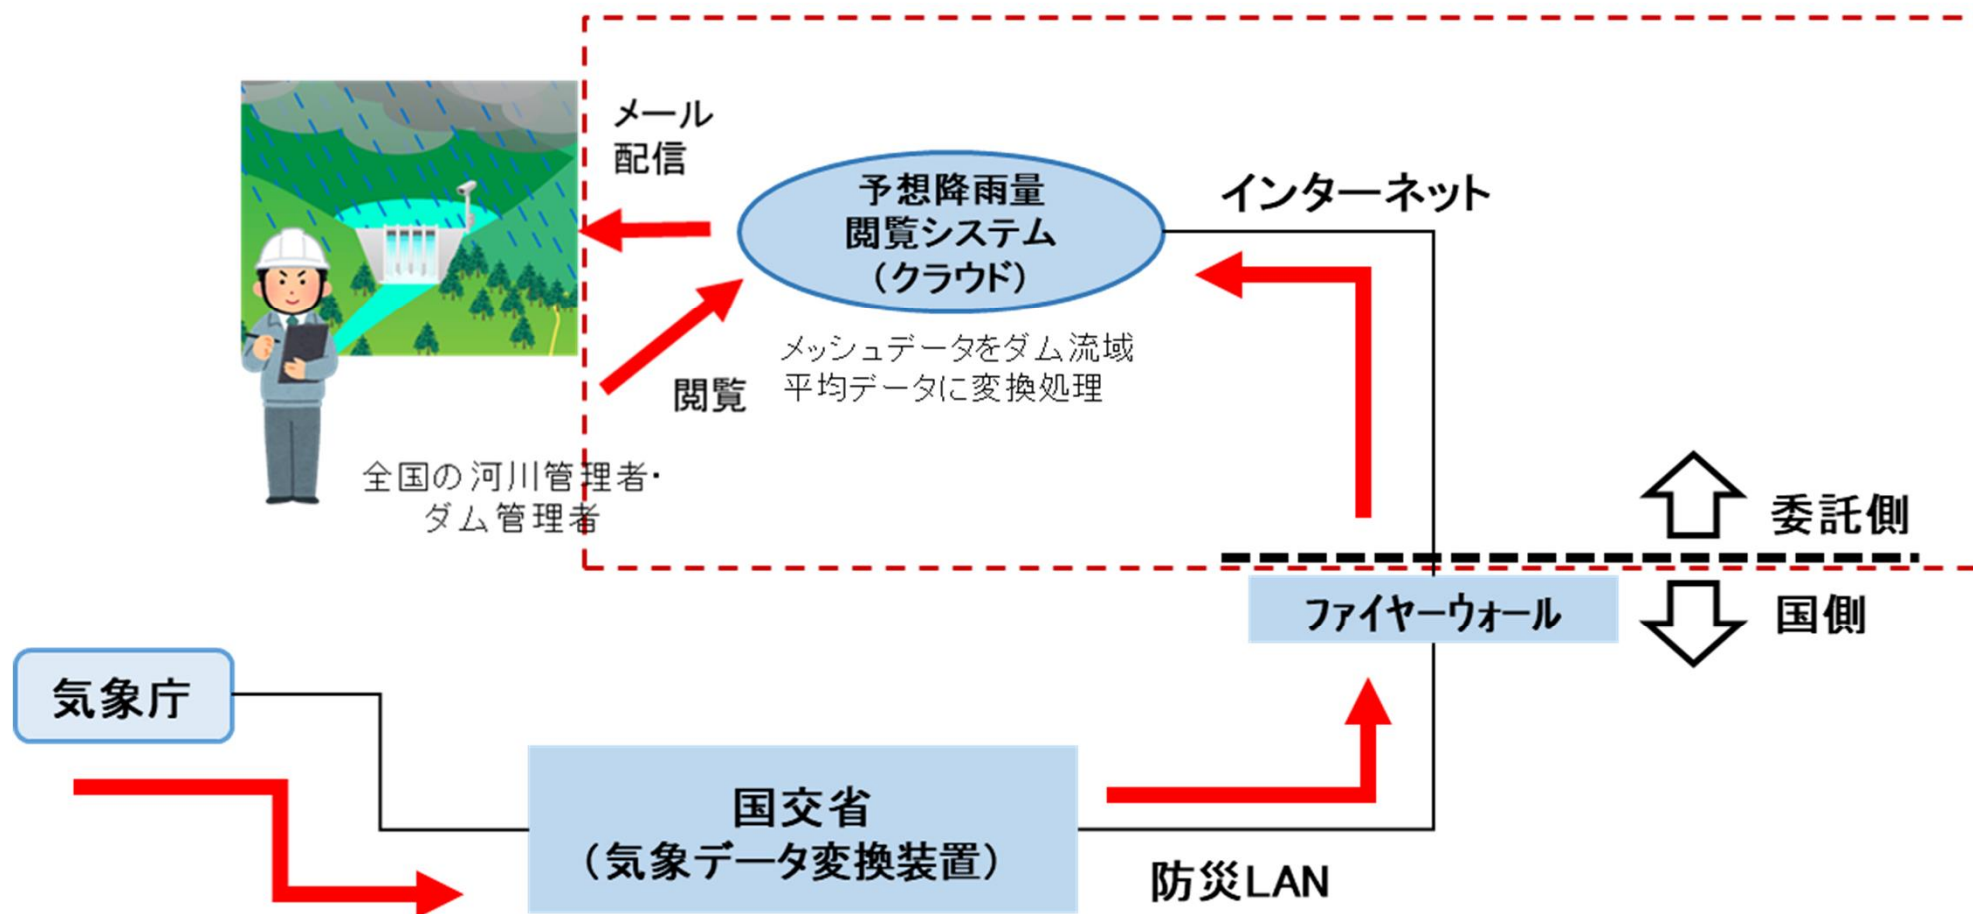 メール
配信
予想降雨量
閲覧システム
（クラウド）
インターネット
メッシュデータをダム流域
平均データに変換処理
閲覧
全国の河川管理者・
ダム管理者
委託側
ファイヤーウォール
国側
気象庁
国交省
（気象データ変換装置）
防災LAN